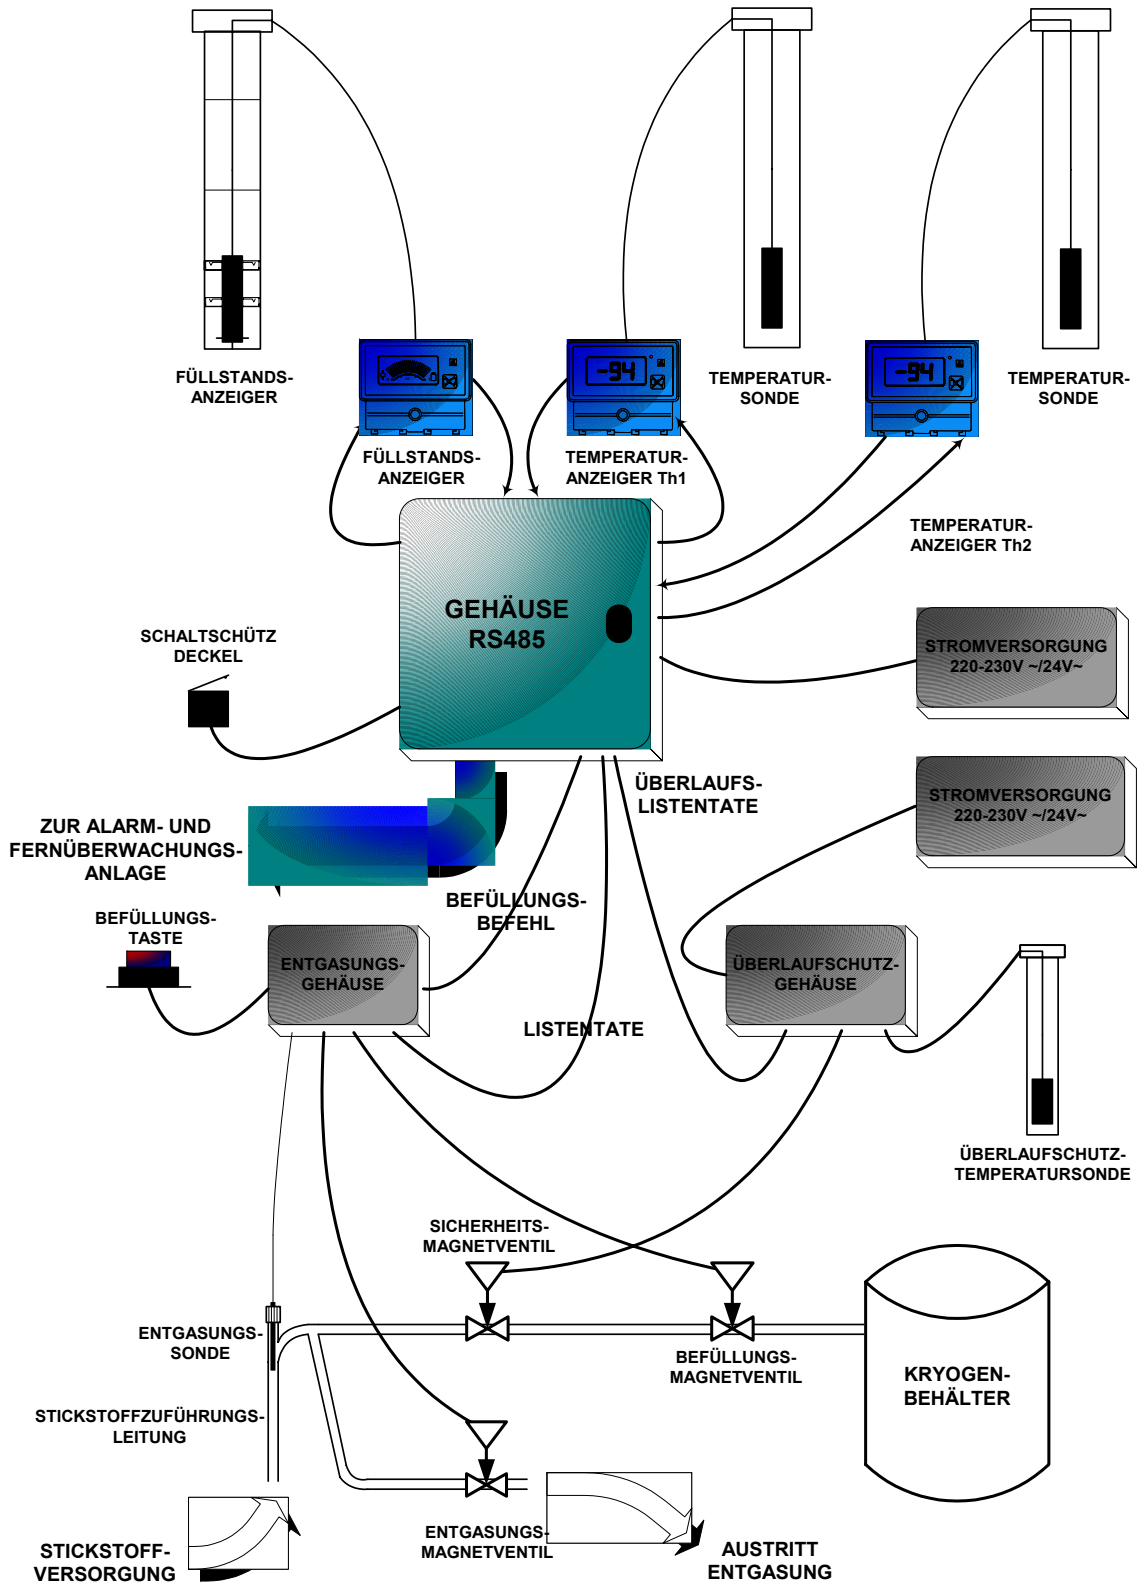 FÜLLSTANDS-
ANZEIGER
-94
TEMPERATUR-
SONDE
-94
TEMPERATUR-
SONDE
FÜLLSTANDS-
ANZEIGER
TEMPERATUR-
ANZEIGER Th1
TEMPERATUR-
ANZEIGER Th2
GEHÄUSE
RS485
SCHALTSCHÜTZ
DECKEL
STROMVERSORGUNG
220-230V ~/24V~
ÜBERLAUFS-
LISTENTATE
STROMVERSORGUNG
220-230V ~/24V~
ZUR ALARM- UND
FERNÜBERWACHUNGS-
ANLAGE
BEFÜLLUNGS-
BEFEHL
BEFÜLLUNGS-
TASTE
ENTGASUNGS-
GEHÄUSE
ÜBERLAUFSCHUTZ-
GEHÄUSE
LISTENTATE
ÜBERLAUFSCHUTZ-
TEMPERATURSONDE
SICHERHEITS-
MAGNETVENTIL
ENTGASUNGS-
SONDE
BEFÜLLUNGS-
MAGNETVENTIL
KRYOGEN-
BEHÄLTER
STICKSTOFFZUFÜHRUNGS-
LEITUNG
ENTGASUNGS-
MAGNETVENTIL
STICKSTOFF-
VERSORGUNG
AUSTRITT
ENTGASUNG